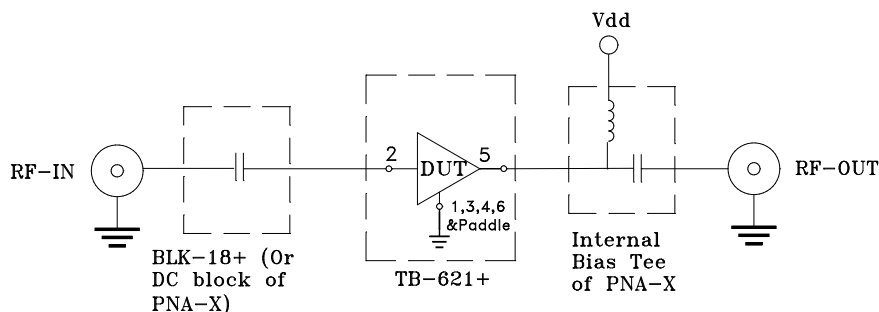 Vdd
RF-IN
2
DUT
5
RF-OUT
1,3,4,6
&Paddle
BLK-18+ (Or
DC block of
PNA-X)
TB-621+
Internal
Bias Tee
of PNA-X